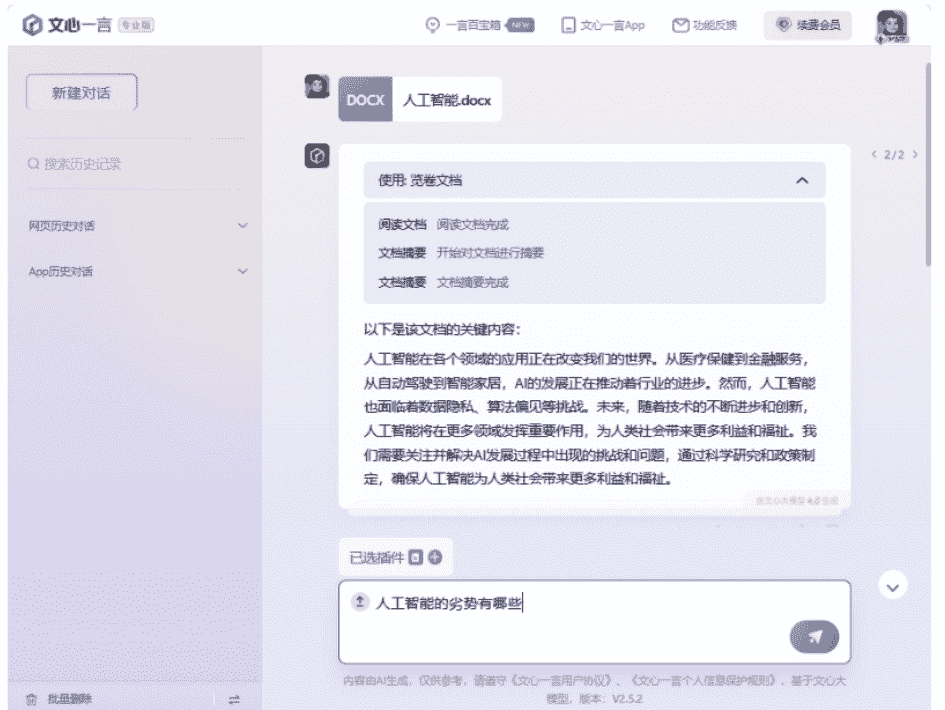 文心一言 专业版
一言百宝箱 NEW
文心一言App
功能反馈
续费会员
新建对话
搜索历史记录
网页历史对话
App历史对话
批量删除
DOCX 人工智能.docx
2/2
使用: 览卷文档
阅读文档 阅读文档完成
文档摘要 开始对文档进行摘要
文档摘要 文档摘要完成
以下是该文档的关键内容：
人工智能在各个领域的应用正在改变我们的世界。从医疗保健到金融服务，
从自动驾驶到智能家居，AI的发展正在推动着行业的进步。然而，人工智能
也面临着数据隐私、算法偏见等挑战。未来，随着技术的不断进步和创新，
人工智能将在更多领域发挥重要作用，为人类社会带来更多利益和福祉。我
们需要关注并解决AI发展过程中出现的挑战和问题，通过科学研究和政策制
定，确保人工智能为人类社会带来更多利益和福祉。
由文心大模型 4.0 生成
已选插件
人工智能的劣势有哪些
内容由AI生成，仅供参考，请遵守《文心一言用户协议》、《文心一言个人信息保护规则》，基于文心大
模型，版本：V2.5.2